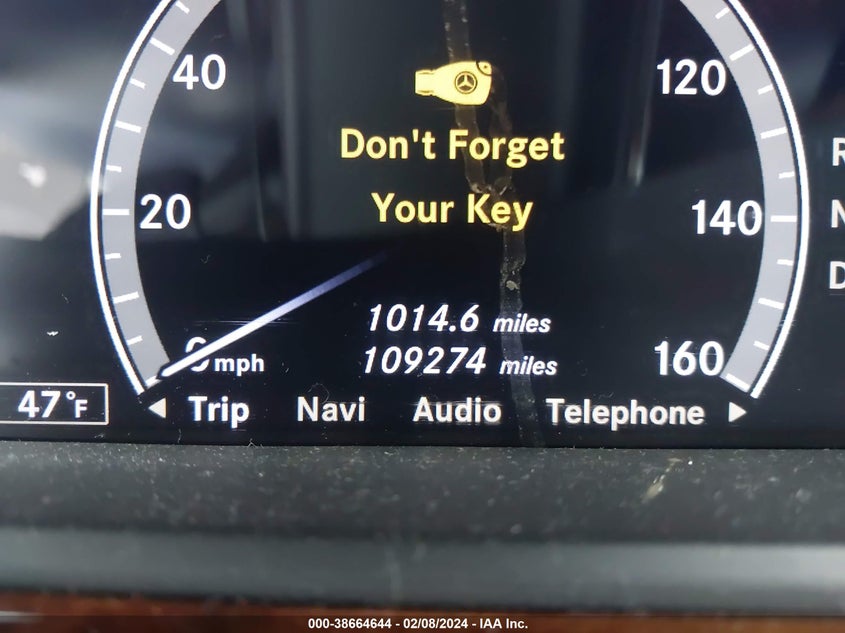 40
120
Don't Forget
20
Your Key
140
R
N
D
1014.6 miles
0 mph
109274 miles
160
47°F
Trip Navi Audio Telephone
000-38664644 - 02/08/2024 - IAA Inc.